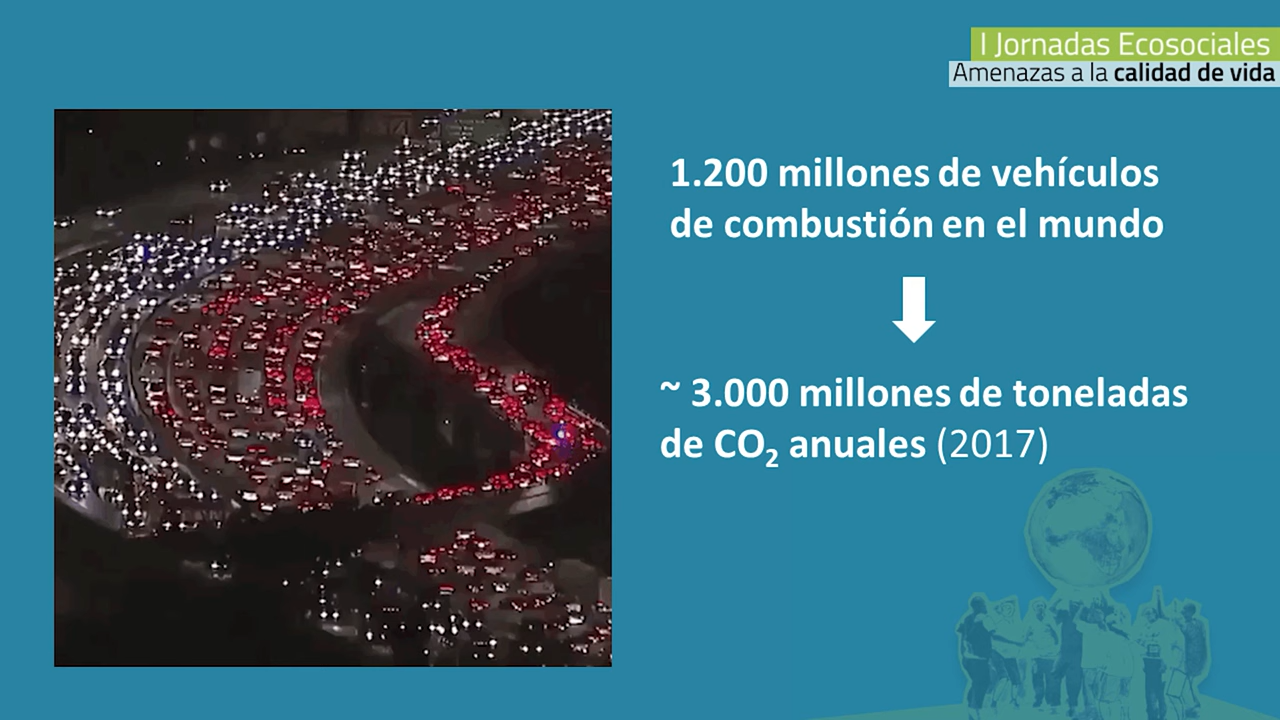 I Jornadas Ecosociales
Amenazas a la calidad de vida
1.200 millones de vehículos
de combustión en el mundo
~ 3.000 millones de toneladas
de CO₂ anuales (2017)